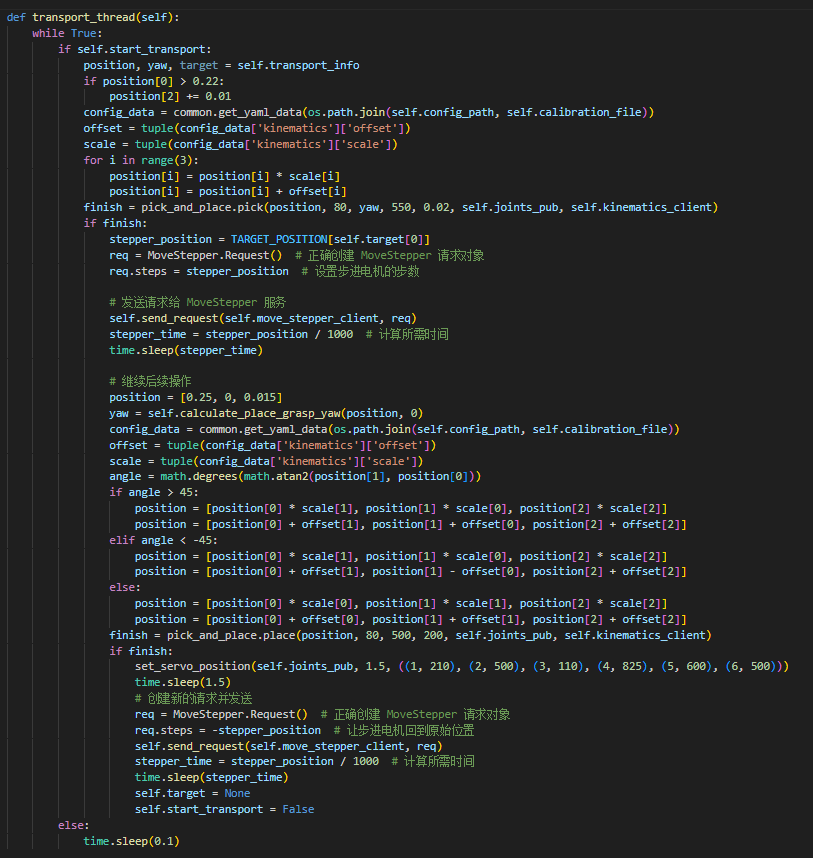 def transport_thread(self):
    while True:
        if self.start_transport:
            position, yaw, target = self.transport_info
            if position[0] > 0.22:
                position[2] += 0.01
            config_data = common.get_yaml_data(os.path.join(self.config_path, self.calibration_file))
            offset = tuple(config_data['kinematics']['offset'])
            scale = tuple(config_data['kinematics']['scale'])
            for i in range(3):
                position[i] = position[i] * scale[i]
                position[i] = position[i] + offset[i]
            finish = pick_and_place.pick(position, 80, yaw, 550, 0.02, self.joints_pub, self.kinematics_client)
            if finish:
                stepper_position = TARGET_POSITION[self.target[0]]
                req = MoveStepper.Request()  # 正确创建 MoveStepper 请求对象
                req.steps = stepper_position  # 设置步进电机的步数

                # 发送请求给 MoveStepper 服务
                self.send_request(self.move_stepper_client, req)
                stepper_time = stepper_position / 1000  # 计算所需时间
                time.sleep(stepper_time)

                # 继续后续操作
                position = [0.25, 0, 0.015]
                yaw = self.calculate_place_grasp_yaw(position, 0)
                config_data = common.get_yaml_data(os.path.join(self.config_path, self.calibration_file))
                offset = tuple(config_data['kinematics']['offset'])
                scale = tuple(config_data['kinematics']['scale'])
                angle = math.degrees(math.atan2(position[1], position[0]))
                if angle > 45:
                    position = [position[0] * scale[1], position[1] * scale[0], position[2] * scale[2]]
                    position = [position[0] + offset[1], position[1] + offset[0], position[2] + offset[2]]
                elif angle < -45:
                    position = [position[0] * scale[1], position[1] * scale[0], position[2] * scale[2]]
                    position = [position[0] + offset[1], position[1] - offset[0], position[2] + offset[2]]
                else:
                    position = [position[0] * scale[0], position[1] * scale[1], position[2] * scale[2]]
                    position = [position[0] + offset[0], position[1] + offset[1], position[2] + offset[2]]
                finish = pick_and_place.place(position, 80, 500, 200, self.joints_pub, self.kinematics_client)
                if finish:
                    set_servo_position(self.joints_pub, 1.5, ((1, 210), (2, 500), (3, 110), (4, 825), (5, 600), (6, 500)))
                    time.sleep(1.5)
                    # 创建新的请求并发送
                    req = MoveStepper.Request()  # 正确创建 MoveStepper 请求对象
                    req.steps = -stepper_position  # 让步进电机回到原始位置
                    self.send_request(self.move_stepper_client, req)
                    stepper_time = stepper_position / 1000  # 计算所需时间
                    time.sleep(stepper_time)
                    self.target = None
                    self.start_transport = False
        else:
            time.sleep(0.1)